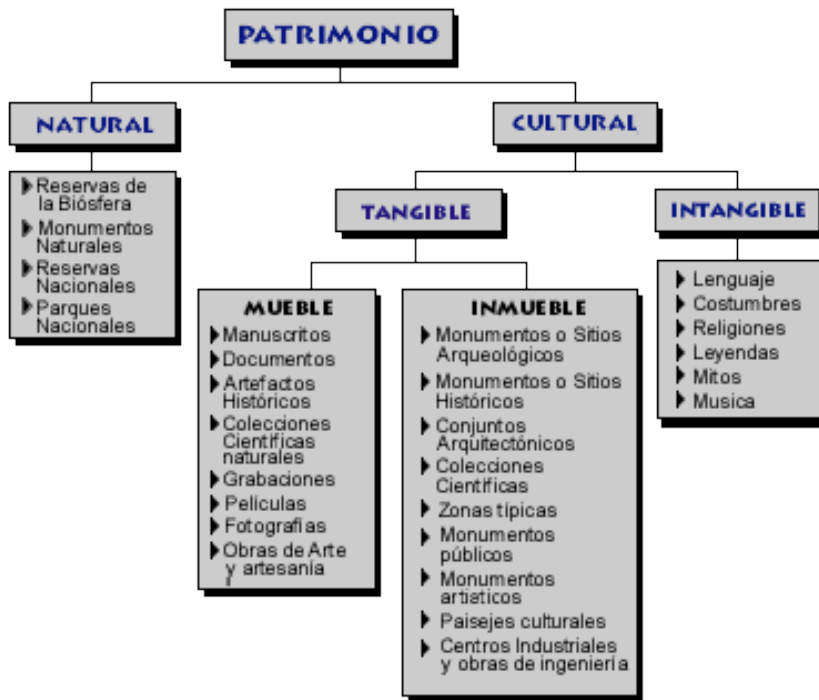 PATRIMONIO
NATURAL
CULTURAL
Reservas de
la Biósfera
Monumentos
Naturales
Reservas
Nacionales
Parques
Nacionales
TANGIBLE
INTANGIBLE
MUEBLE
Manuscritos
Documentos
Artefactos
Históricos
Colecciones
Científicas
naturales
Grabaciones
Películas
Fotografías
Obras de Arte
y artesanía
INMUEBLE
Monumentos o Sitios
Arqueológicos
Monumentos o Sitios
Históricos
Conjuntos
Arquitectónicos
Colecciones
Científicas
Zonas típicas
Monumentos
públicos
Monumentos
artísticos
Paisejes culturales
Centros Industriales
y obras de ingeniería
Lenguaje
Costumbres
Religiones
Leyendas
Mitos
Musica